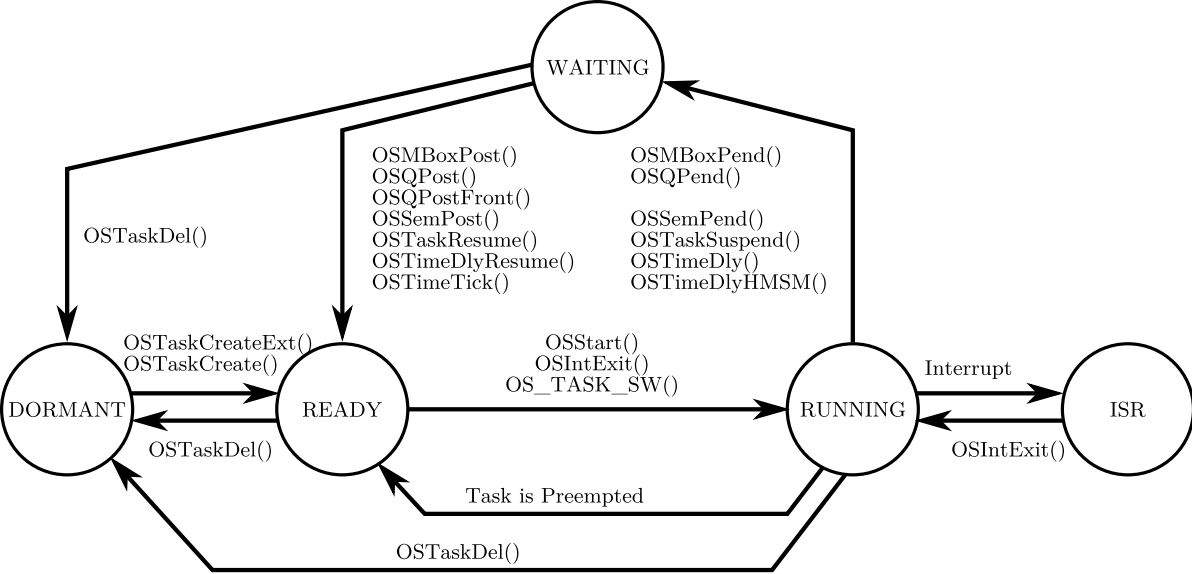 WAITING
OSMBoxPost()
OSQPost()
OSQPostFront()
OSSemPost()
OSTaskResume()
OSTimeDlyResume()
OSTimeTick()
OSMBoxPend()
OSQPend()
OSSemPend()
OSTaskSuspend()
OSTimeDly()
OSTimeDlyHMSM()
OSTaskDel()
OSTaskCreateExt()
OSTaskCreate()
OSStart()
OSIntExit()
OS_TASK_SW()
Interrupt
DORMANT
READY
RUNNING
ISR
OSTaskDel()
OSIntExit()
Task is Preempted
OSTaskDel()